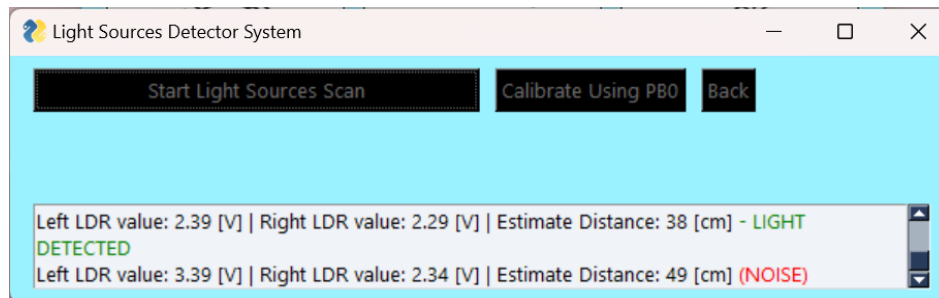 Light Sources Detector System
Start Light Sources Scan Calibrate Using PB0 Back
Left LDR value: 2.39 [V] | Right LDR value: 2.29 [V] | Estimate Distance: 38 [cm] - LIGHT
DETECTED
Left LDR value: 3.39 [V] | Right LDR value: 2.34 [V] | Estimate Distance: 49 [cm] (NOISE)